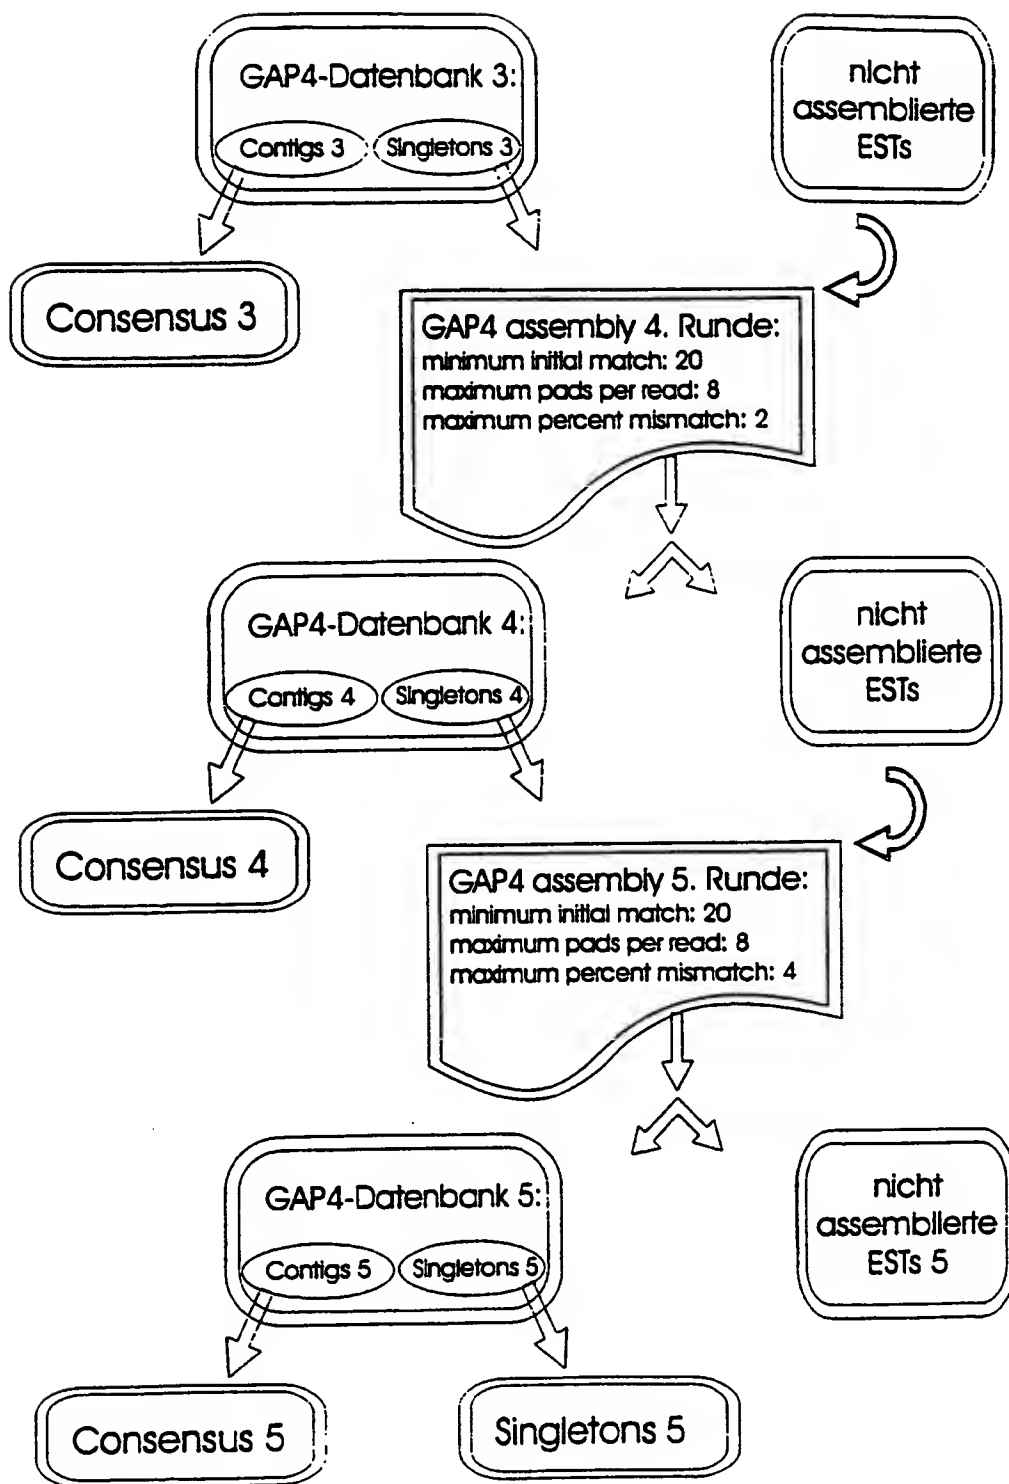 GAP4-Datenbank 3:
Contigs 3
Singletons 3
nicht
assemblierte
ESTs
Consensus 3
GAP4 assembly 4. Runde:
minimum initial match: 20
maximum pads per read: 8
maximum percent mismatch: 2
GAP4-Datenbank 4:
Contigs 4
Singletons 4
nicht
assemblierte
ESTs
Consensus 4
GAP4 assembly 5. Runde:
minimum initial match: 20
maximum pads per read: 8
maximum percent mismatch: 4
GAP4-Datenbank 5:
Contigs 5
Singletons 5
nicht
assemblierte
ESTs 5
Consensus 5
Singletons 5